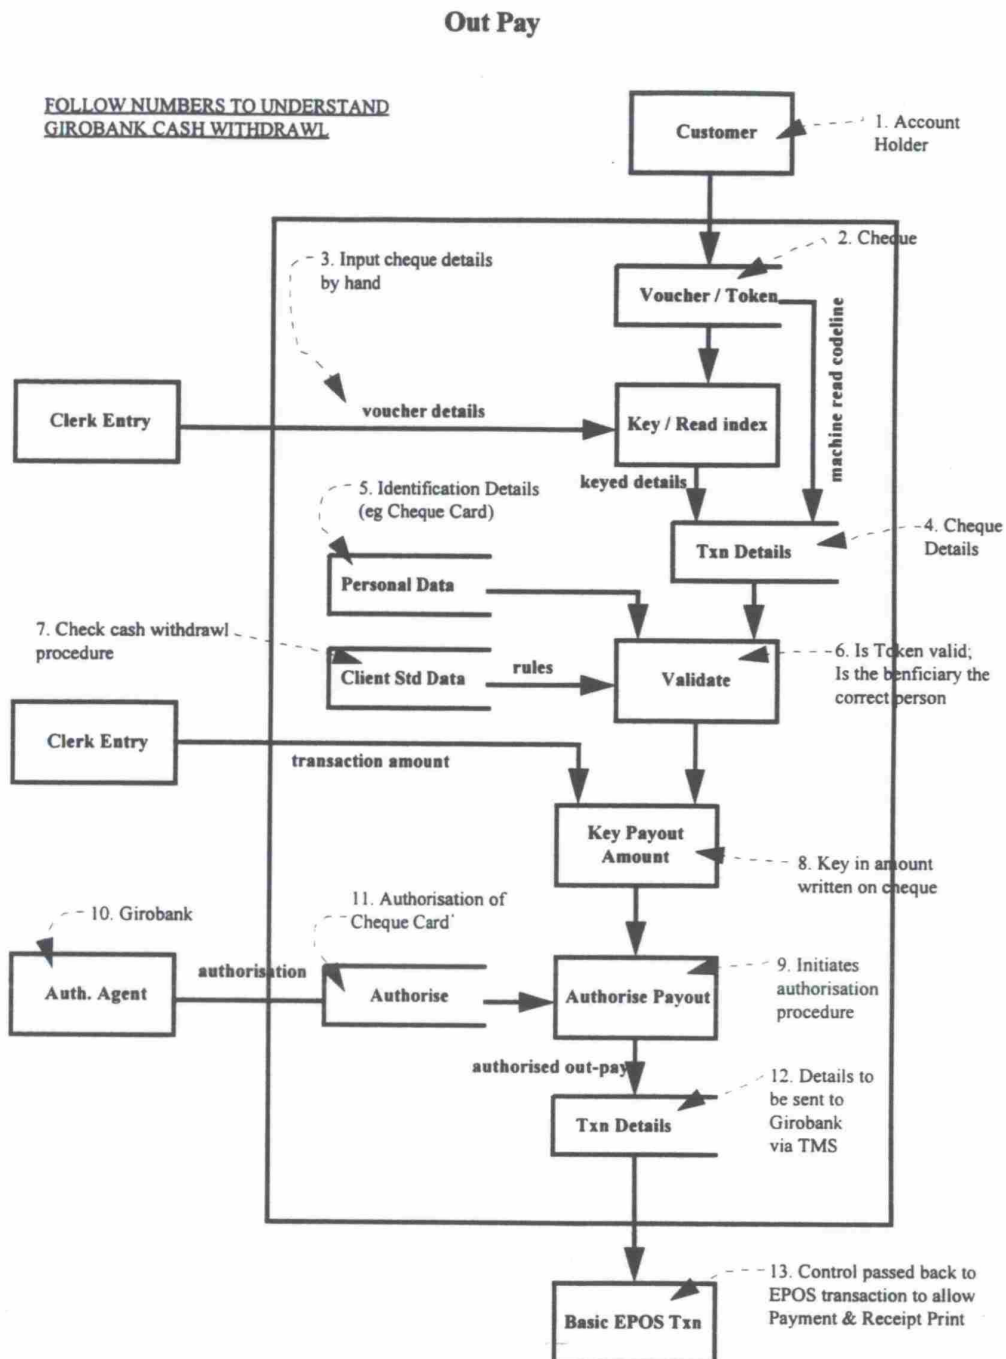 Out Pay
FOLLOW NUMBERS TO UNDERSTAND
GIROBANK CASH WITHDRAWL
Customer
1. Account
Holder
2. Cheque
3. Input cheque details
by hand
Voucher / Token
machine read codeline
Clerk Entry
voucher details
Key / Read index
keyed details
5. Identification Details
(eg Cheque Card)
4. Cheque
Details
Txn Details
Personal Data
7. Check cash withdrawl
procedure
Client Std Data
rules
Validate
6. Is Token valid;
Is the benficiary the
correct person
Clerk Entry
transaction amount
Key Payout
Amount
8. Key in amount
written on cheque
10. Girobank
11. Authorisation of
Cheque Card
authorisation
Auth. Agent
Authorise
Authorise Payout
9. Initiates
authorisation
procedure
authorised out-pay
12. Details to
be sent to
Girobank
via TMS
Txn Details
13. Control passed back to
EPOS transaction to allow
Payment & Receipt Print
Basic EPOS Txn